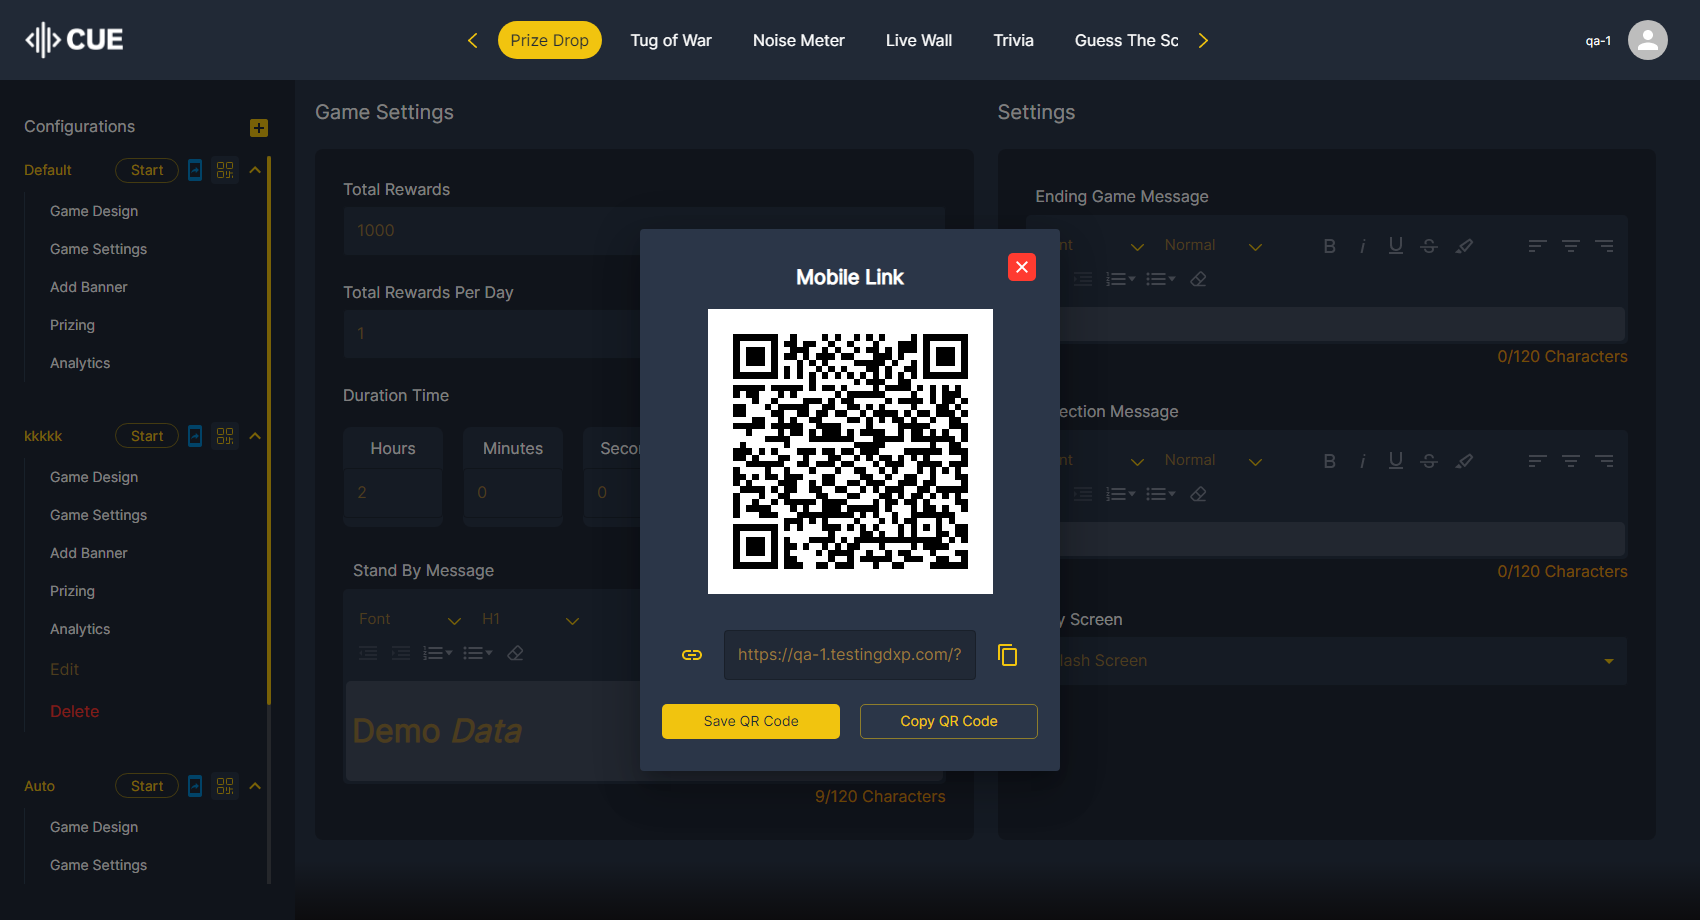 CUE
Prize Drop
Tug of War
Noise Meter
Live Wall
Trivia
Guess The Sc
qa-1
Configurations
Default
Start
Game Design
Game Settings
Add Banner
Prizing
Analytics
kkkkk
Start
Game Design
Game Settings
Add Banner
Prizing
Analytics
Edit
Delete
Auto
Start
Game Design
Game Settings
Game Settings
Total Rewards
1000
Total Rewards Per Day
1
Duration Time
Hours
Minutes
Secon
2
0
0
Stand By Message
Font
H1
Demo Data
9/120 Characters
Mobile Link
https://qa-1.testingdxp.com/?
Save QR Code
Copy QR Code
Settings
Ending Game Message
nt
Normal
0/120 Characters
ection Message
nt
Normal
0/120 Characters
y Screen
lash Screen